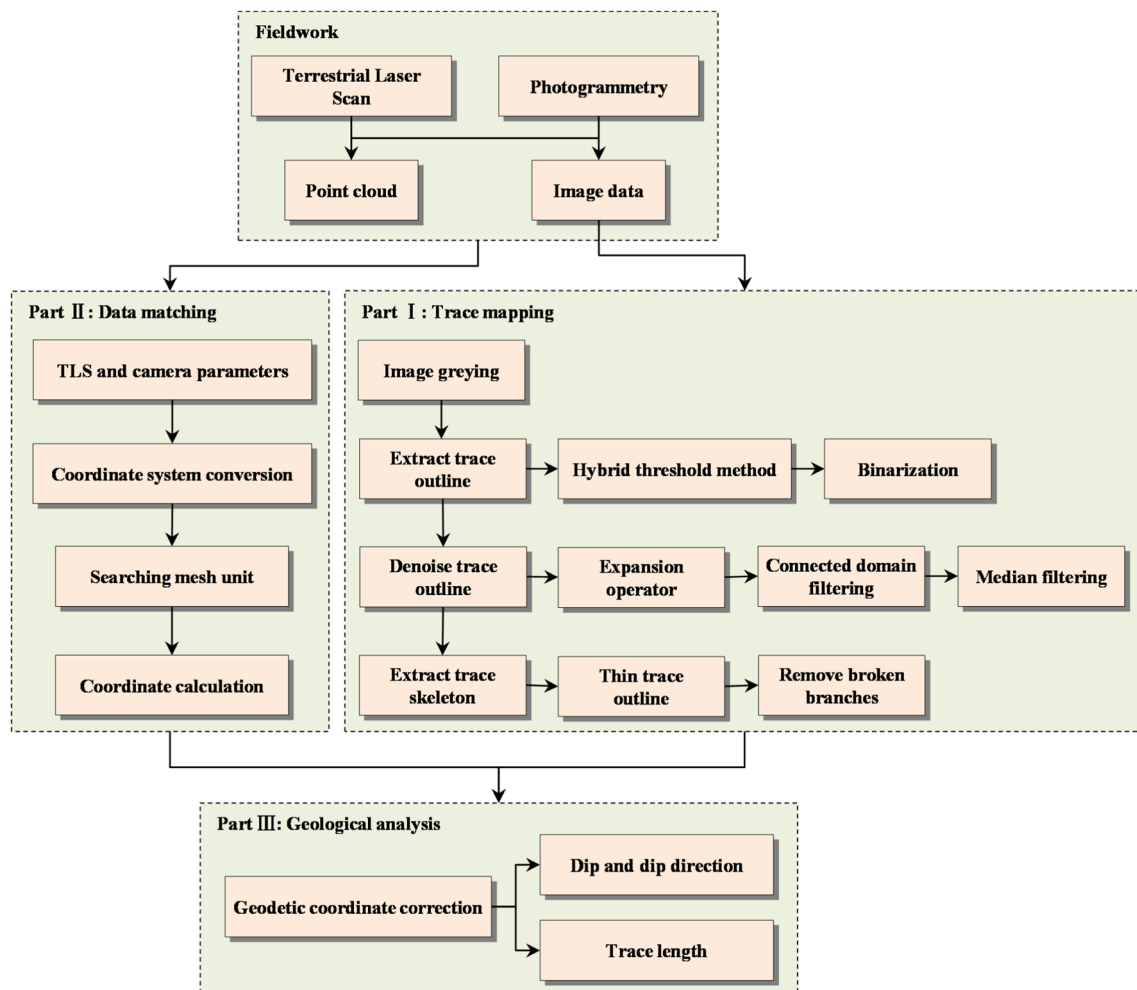 Fieldwork
Terrestrial Laser
Scan
Photogrammetry
Point cloud
Image data
Part Ⅱ: Data matching
TLS and camera parameters
Coordinate system conversion
Searching mesh unit
Coordinate calculation
Part Ⅰ: Trace mapping
Image greying
Extract trace
outline
Hybrid threshold method
Binarization
Denoise trace
outline
Expansion
operator
Connected domain
filtering
Median filtering
Extract trace
skeleton
Thin trace
outline
Remove broken
branches
Part Ⅲ: Geological analysis
Geodetic coordinate correction
Dip and dip direction
Trace length